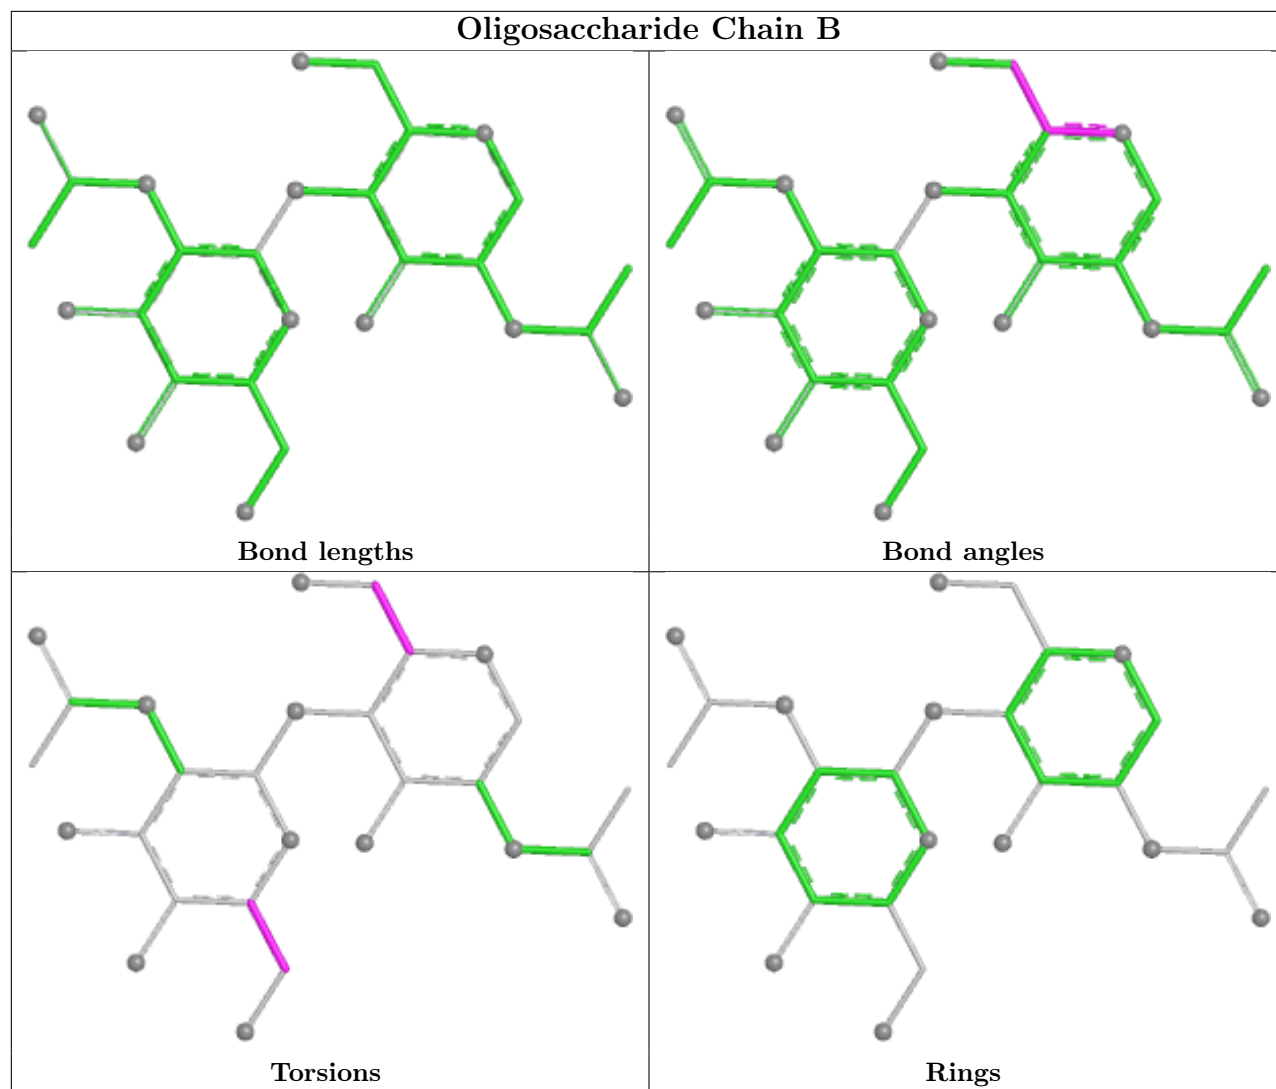 Oligosaccharide Chain B
Bond lengths
Bond angles
Torsions
Rings